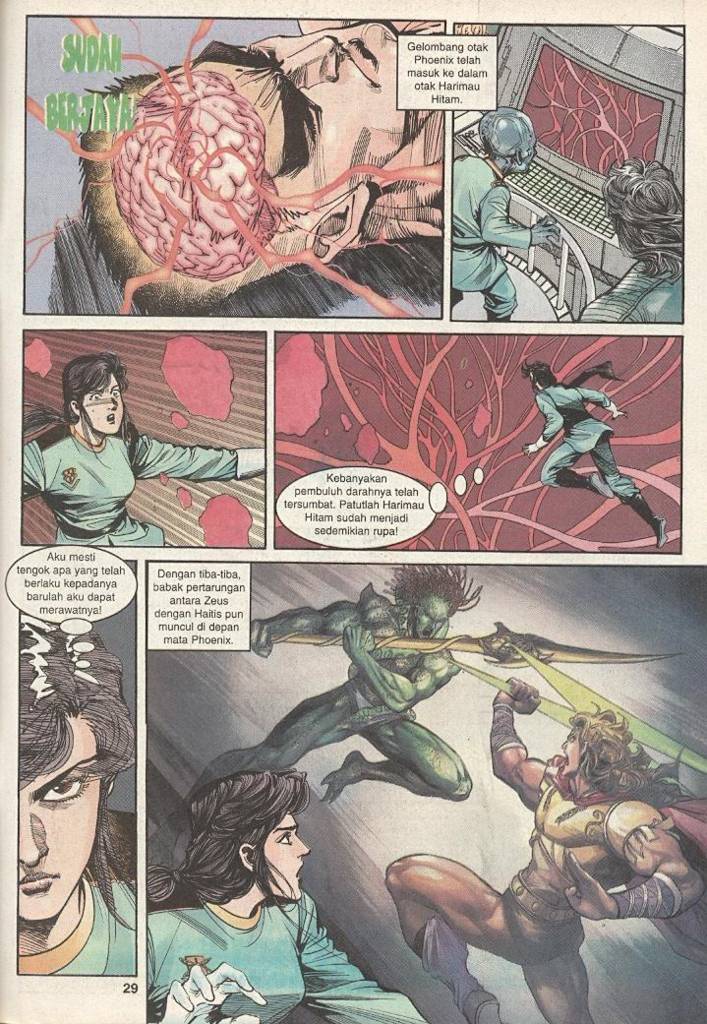 SUDAH
BERJAYA
Gelombang otak
Phoenix telah
masuk ke dalam
otak Harimau
Hitam.
Kebanyakan
pembuluh darahnya telah
tersumbat. Patutlah Harimau
Hitam sudah menjadi
sedemikian rupa!
Aku mesti
tengok apa yang telah
berlaku kepadanya
barulah aku dapat
merawatnya!
Dengan tiba-tiba,
babak pertarungan
antara Zeus
dengan Haitis pun
muncul di depan
mata Phoenix.
29